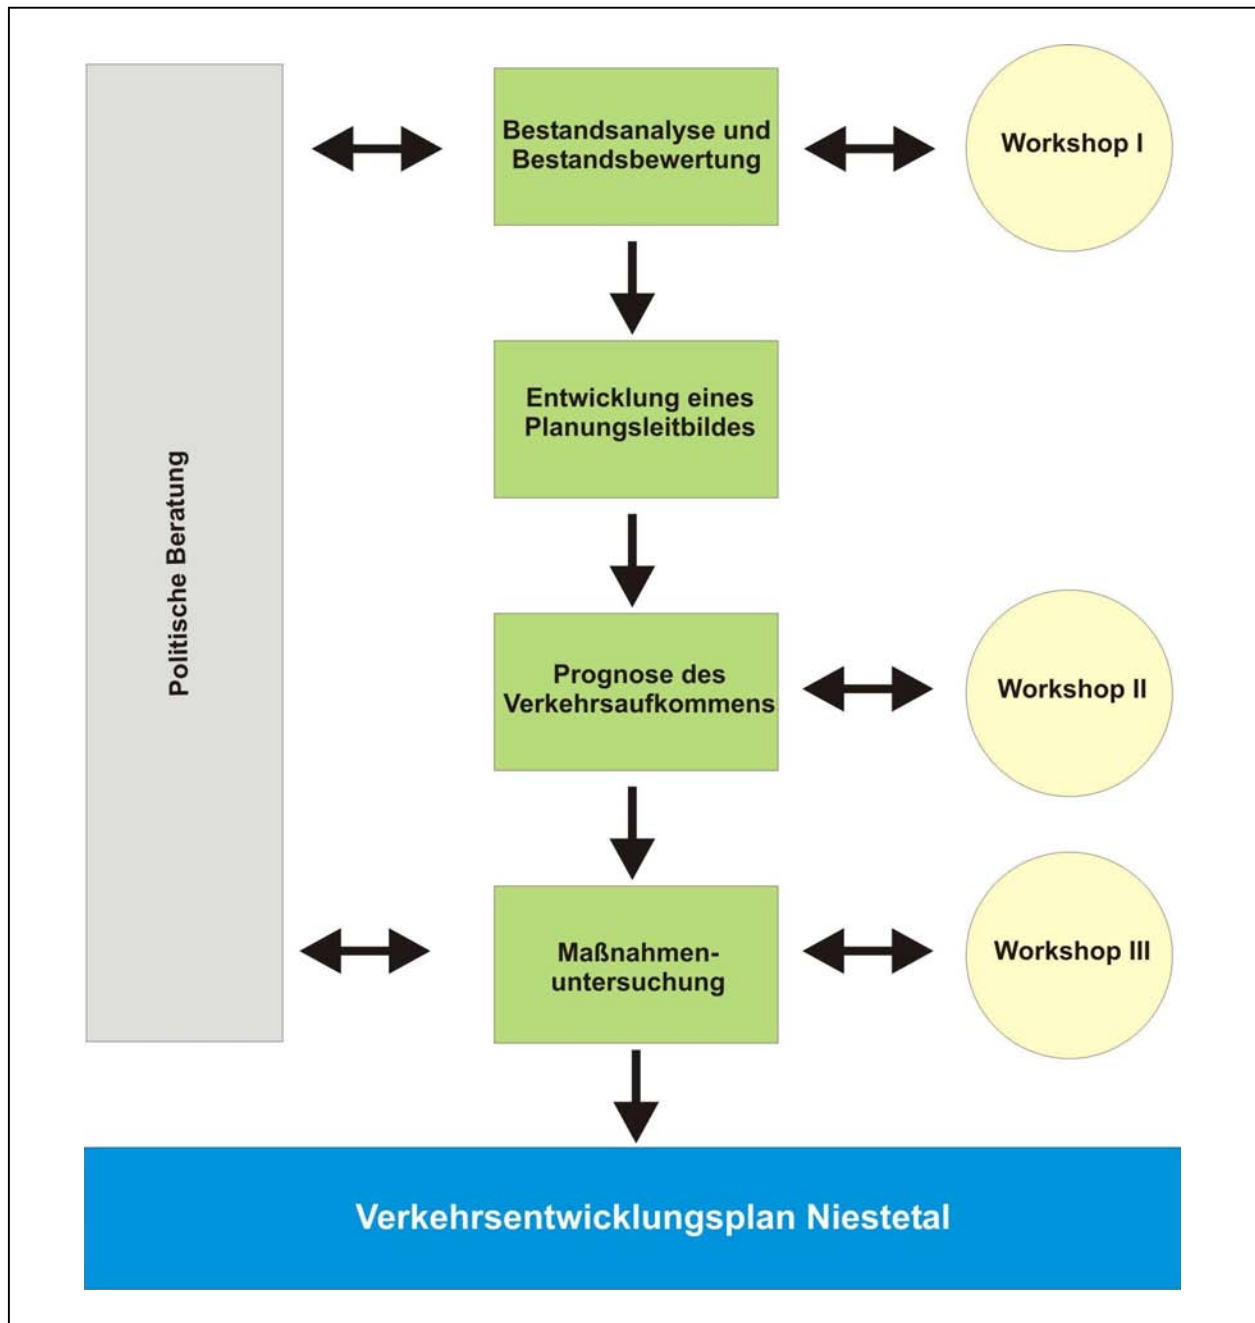 Bestandsanalyse und
Bestandsbewertung
Workshop I
Entwicklung eines
Planungsleitbildes
Politische Beratung
Prognose des
Verkehrsaufkommens
Workshop II
Maßnahmen-
untersuchung
Workshop III
Verkehrsentwicklungsplan Niestetal